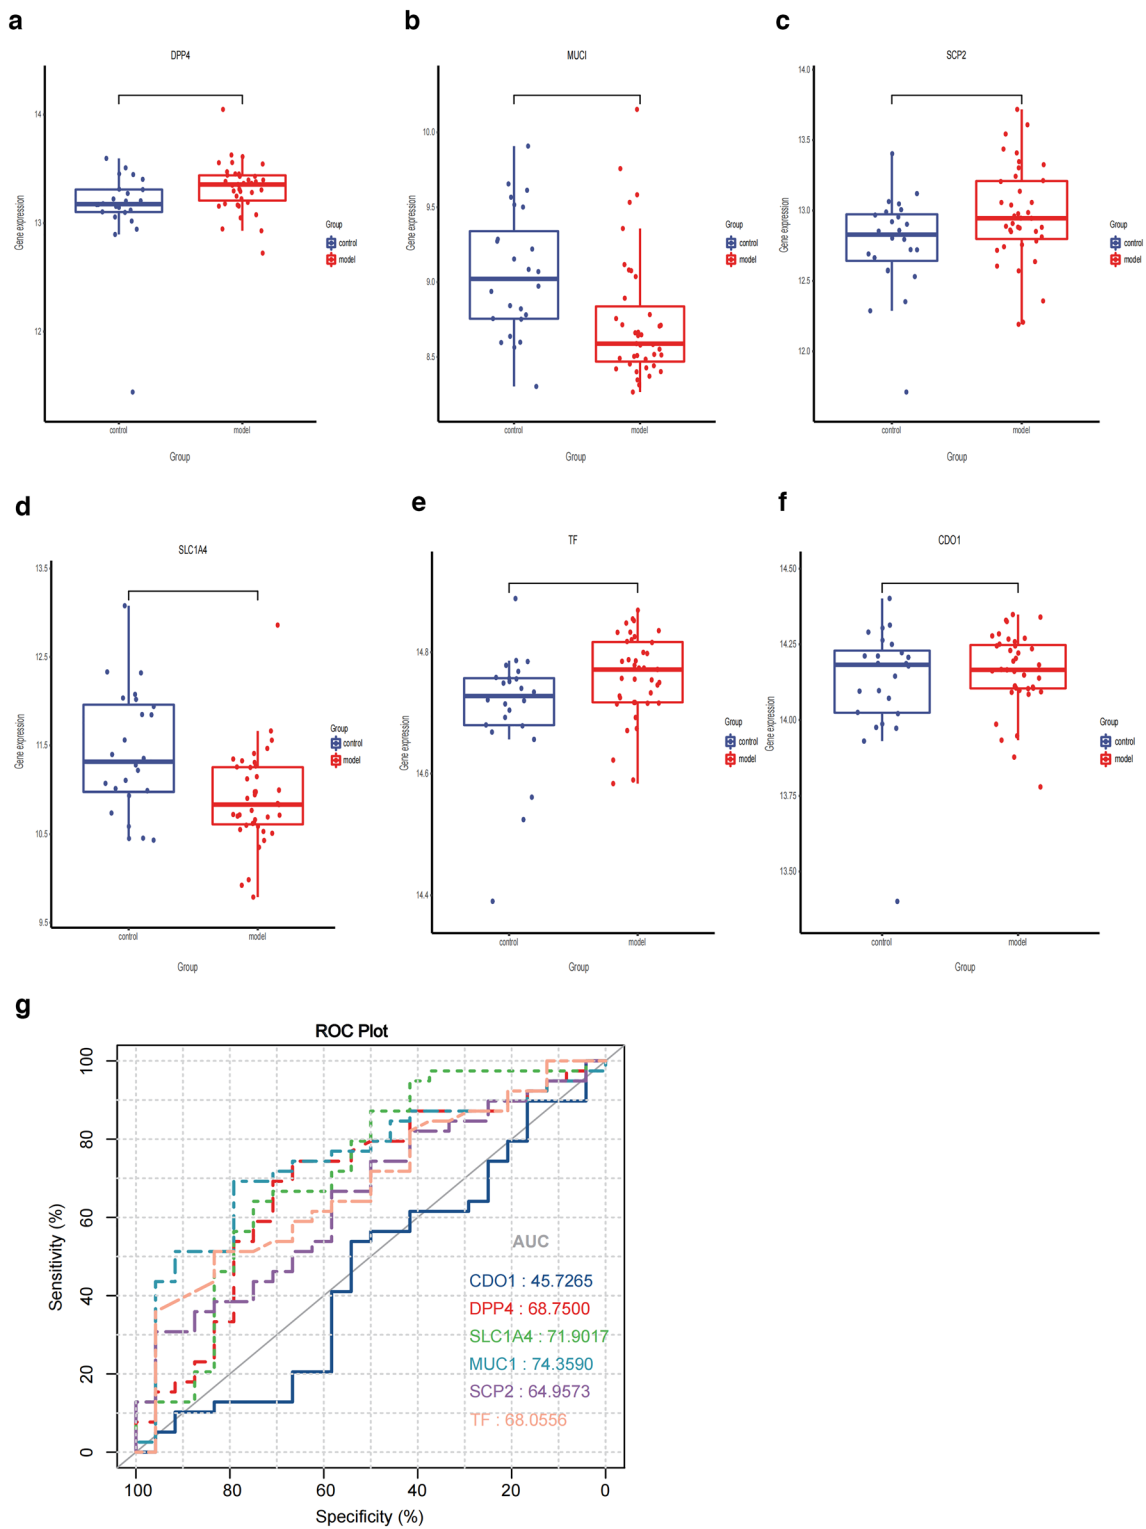 a
DPP4
14
13
12
Gene expression
control
model
Group
Group
control
model
b
MUCI
10.0
9.5
9.0
8.5
Gene expression
control
model
Group
Group
control
model
c
SCP2
14.0
13.5
13.0
12.5
12.0
Gene expression
control
model
Group
Group
control
model
d
SLC1A4
13.5
12.5
11.5
10.5
9.5
Gene expression
control
model
Group
Group
control
model
e
TF
14.8
14.6
14.4
Gene expression
control
model
Group
Group
control
model
f
CDO1
14.50
14.25
14.00
13.75
13.50
Gene expression
control
model
Group
Group
control
model
g
ROC Plot
100
80
60
40
20
0
Sensitivity (%)
AUC
CDO1 : 45.7265
DPP4 : 68.7500
SLC1A4 : 71.9017
MUC1 : 74.3590
SCP2 : 64.9573
TF : 68.0556
100 80 60 40 20 0
Specificity (%)